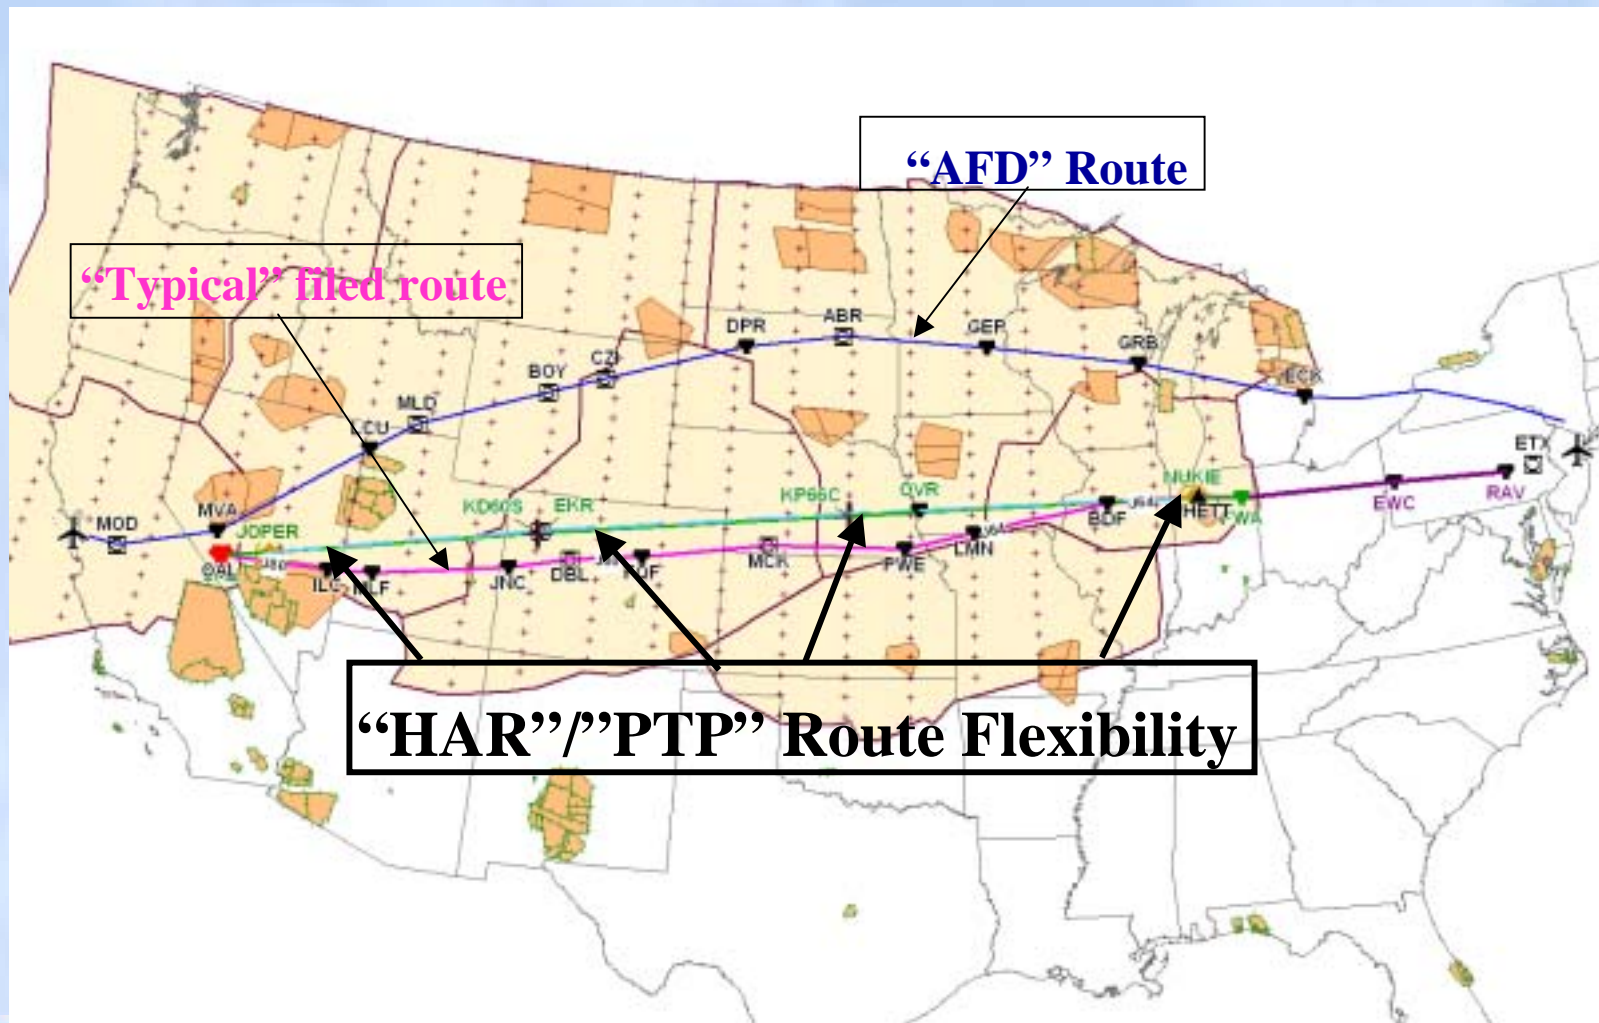 “AFD” Route
“Typical” filed route
ABR
DPR
GEP
GRB
CZI
BOY
ECK
MLD
LCU
ETX
NUKIE
RAV
EWC
KP66C
OVR
KD60S
EKR
MVA
MOD
JOPER
BDF
FWA
LMN
OAL
ILC
MLF
JNC
DBL
MCK
PWE
“HAR”/”PTP” Route Flexibility